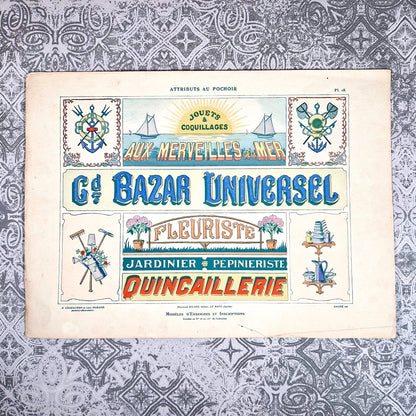 ATTRIBUTS AU POCHOIR
Pl. 18.
JOUETS
&
COQUILLAGES
AUX MERVEILLES DE LA MER
Gd. BAZAR UNIVERSEL
FLEURISTE
JARDINIER PEPINIERISTE
QUINCAILLERIE
MODÈLES D'ENSEIGNES ET INSCRIPTIONS